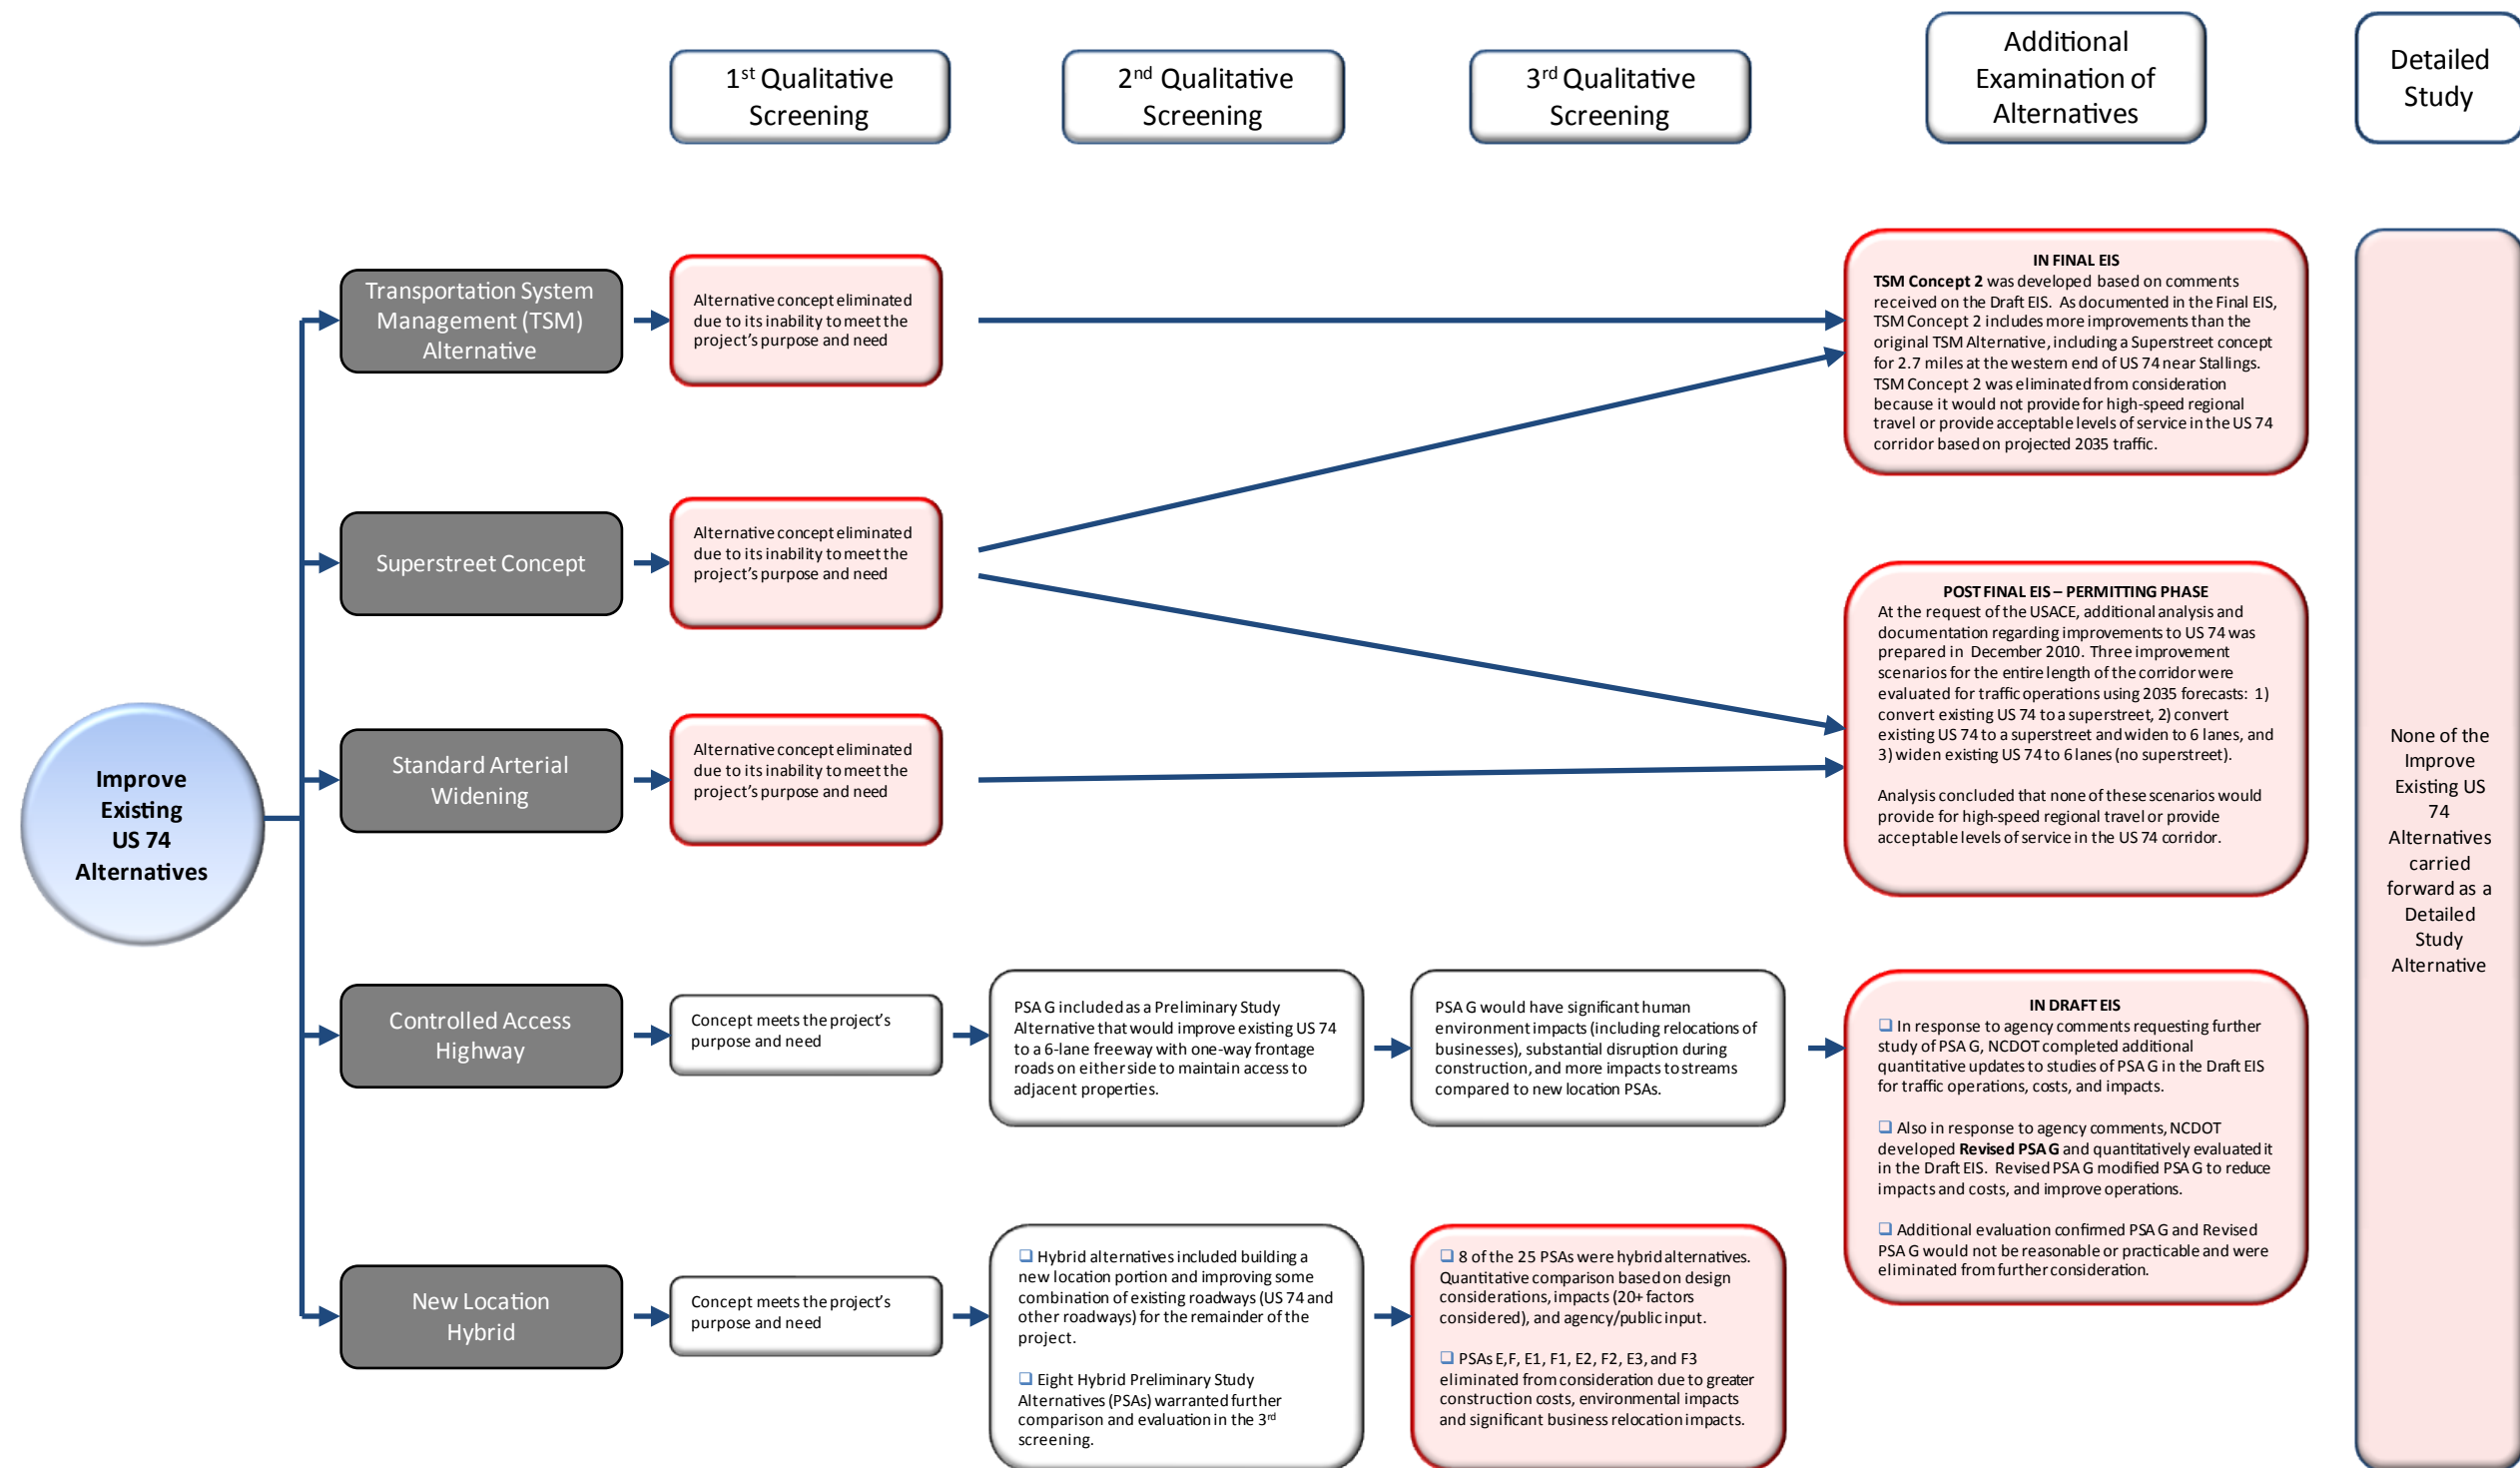 1st Qualitative
Screening
2nd Qualitative
Screening
3rd Qualitative
Screening
Additional
Examination of
Alternatives
Detailed
Study
Improve
Existing
US 74
Alternatives
Transportation System
Management (TSM)
Alternative
Alternative concept eliminated
due to its inability to meet the
project's purpose and need
IN FINAL EIS
TSM Concept 2 was developed based on comments
received on the Draft EIS. As documented in the Final EIS,
TSM Concept 2 includes more improvements than the
original TSM Alternative, including a Superstreet concept
for 2.7 miles at the western end of US 74 near Stallings.
TSM Concept 2 was eliminated from consideration
because it would not provide for high-speed regional
travel or provide acceptable levels of service in the US 74
corridor based on projected 2035 traffic.
Superstreet Concept
Alternative concept eliminated
due to its inability to meet the
project's purpose and need
Standard Arterial
Widening
Alternative concept eliminated
due to its inability to meet the
project's purpose and need
POST FINAL EIS – PERMITTING PHASE
At the request of the USACE, additional analysis and
documentation regarding improvements to US 74 was
prepared in December 2010. Three improvement
scenarios for the entire length of the corridor were
evaluated for traffic operations using 2035 forecasts: 1)
convert existing US 74 to a superstreet, 2) convert
existing US 74 to a superstreet and widen to 6 lanes, and
3) widen existing US 74 to 6 lanes (no superstreet).
Analysis concluded that none of these scenarios would
provide for high-speed regional travel or provide
acceptable levels of service in the US 74 corridor.
Controlled Access
Highway
Concept meets the project's
purpose and need
PSA G included as a Preliminary Study
Alternative that would improve existing US 74
to a 6-lane freeway with one-way frontage
roads on either side to maintain access to
adjacent properties.
PSA G would have significant human
environment impacts (including relocations of
businesses), substantial disruption during
construction, and more impacts to streams
compared to new location PSAs.
IN DRAFT EIS
❑ In response to agency comments requesting further
study of PSA G, NCDOT completed additional
quantitative updates to studies of PSA G in the Draft EIS
for traffic operations, costs, and impacts.
❑ Also in response to agency comments, NCDOT
developed Revised PSA G and quantitatively evaluated it
in the Draft EIS. Revised PSA G modified PSA G to reduce
impacts and costs, and improve operations.
❑ Additional evaluation confirmed PSA G and Revised
PSA G would not be reasonable or practicable and were
eliminated from further consideration.
New Location
Hybrid
Concept meets the project's
purpose and need
❑ Hybrid alternatives included building a
new location portion and improving some
combination of existing roadways (US 74 and
other roadways) for the remainder of the
project.
❑ Eight Hybrid Preliminary Study
Alternatives (PSAs) warranted further
comparison and evaluation in the 3rd
screening.
❑ 8 of the 25 PSAs were hybrid alternatives.
Quantitative comparison based on design
considerations, impacts (20+ factors
considered), and agency/public input.
❑ PSAs E,F, E1, F1, E2, F2, E3, and F3
eliminated from consideration due to greater
construction costs, environmental impacts
and significant business relocation impacts.
None of the
Improve
Existing US
74
Alternatives
carried
forward as a
Detailed
Study
Alternative